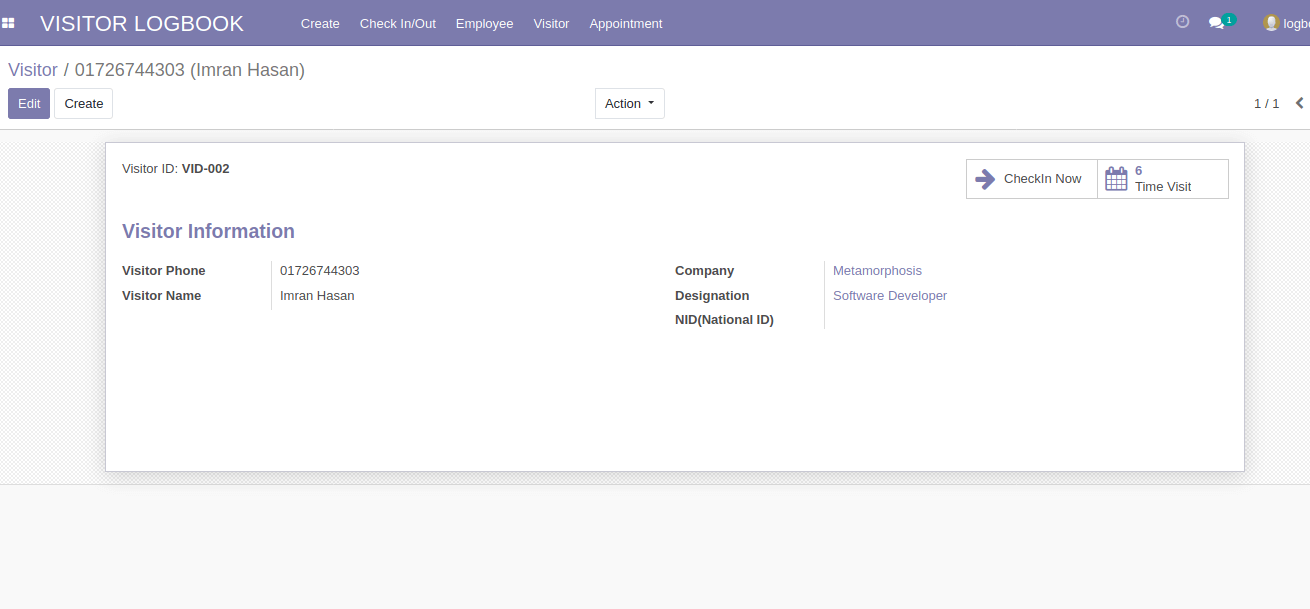 VISITOR LOGBOOK Create Check In/Out Employee Visitor Appointment 1
Visitor / 01726744303 (Imran Hasan)
Edit Create Action 1 / 1
Visitor ID: VID-002
CheckIn Now
6
Time Visit
Visitor Information
Visitor Phone 01726744303
Visitor Name Imran Hasan
Company Metamorphosis
Designation Software Developer
NID(National ID)